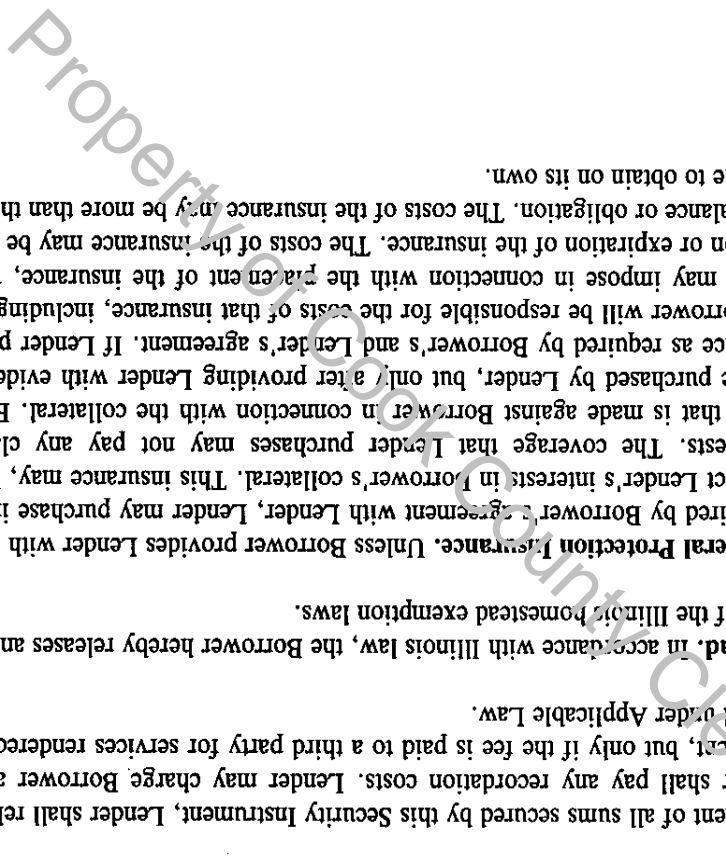 ent of all sums secured by this Security Instrument, Lender shall rel
shall pay any recordation costs. Lender may charge Borrower a
but only if the fee is paid to a third party for services rendered
under Applicable Law.
ad. In accordance with Illinois law, the Borrower hereby releases an
f the Illinois homestead exemption laws.
eral Protection Insurance. Unless Borrower provides Lender with
ired by Borrower's agreement with Lender, Lender may purchase i
ct Lender's interests in Borrower's collateral. This insurance may,
ests. The coverage that Lender purchases may not pay any cl
that is made against Borrower in connection with the collateral. B
e purchased by Lender, but only after providing Lender with evide
ce as required by Borrower's and Lender's agreement. If Lender p
orrower will be responsible for the costs of that insurance, including
may impose in connection with the placement of the insurance,
on or expiration of the insurance. The costs of the insurance may be
alance or obligation. The costs of the insurance may be more than th
e to obtain on its own.
Property of Cook County Cle